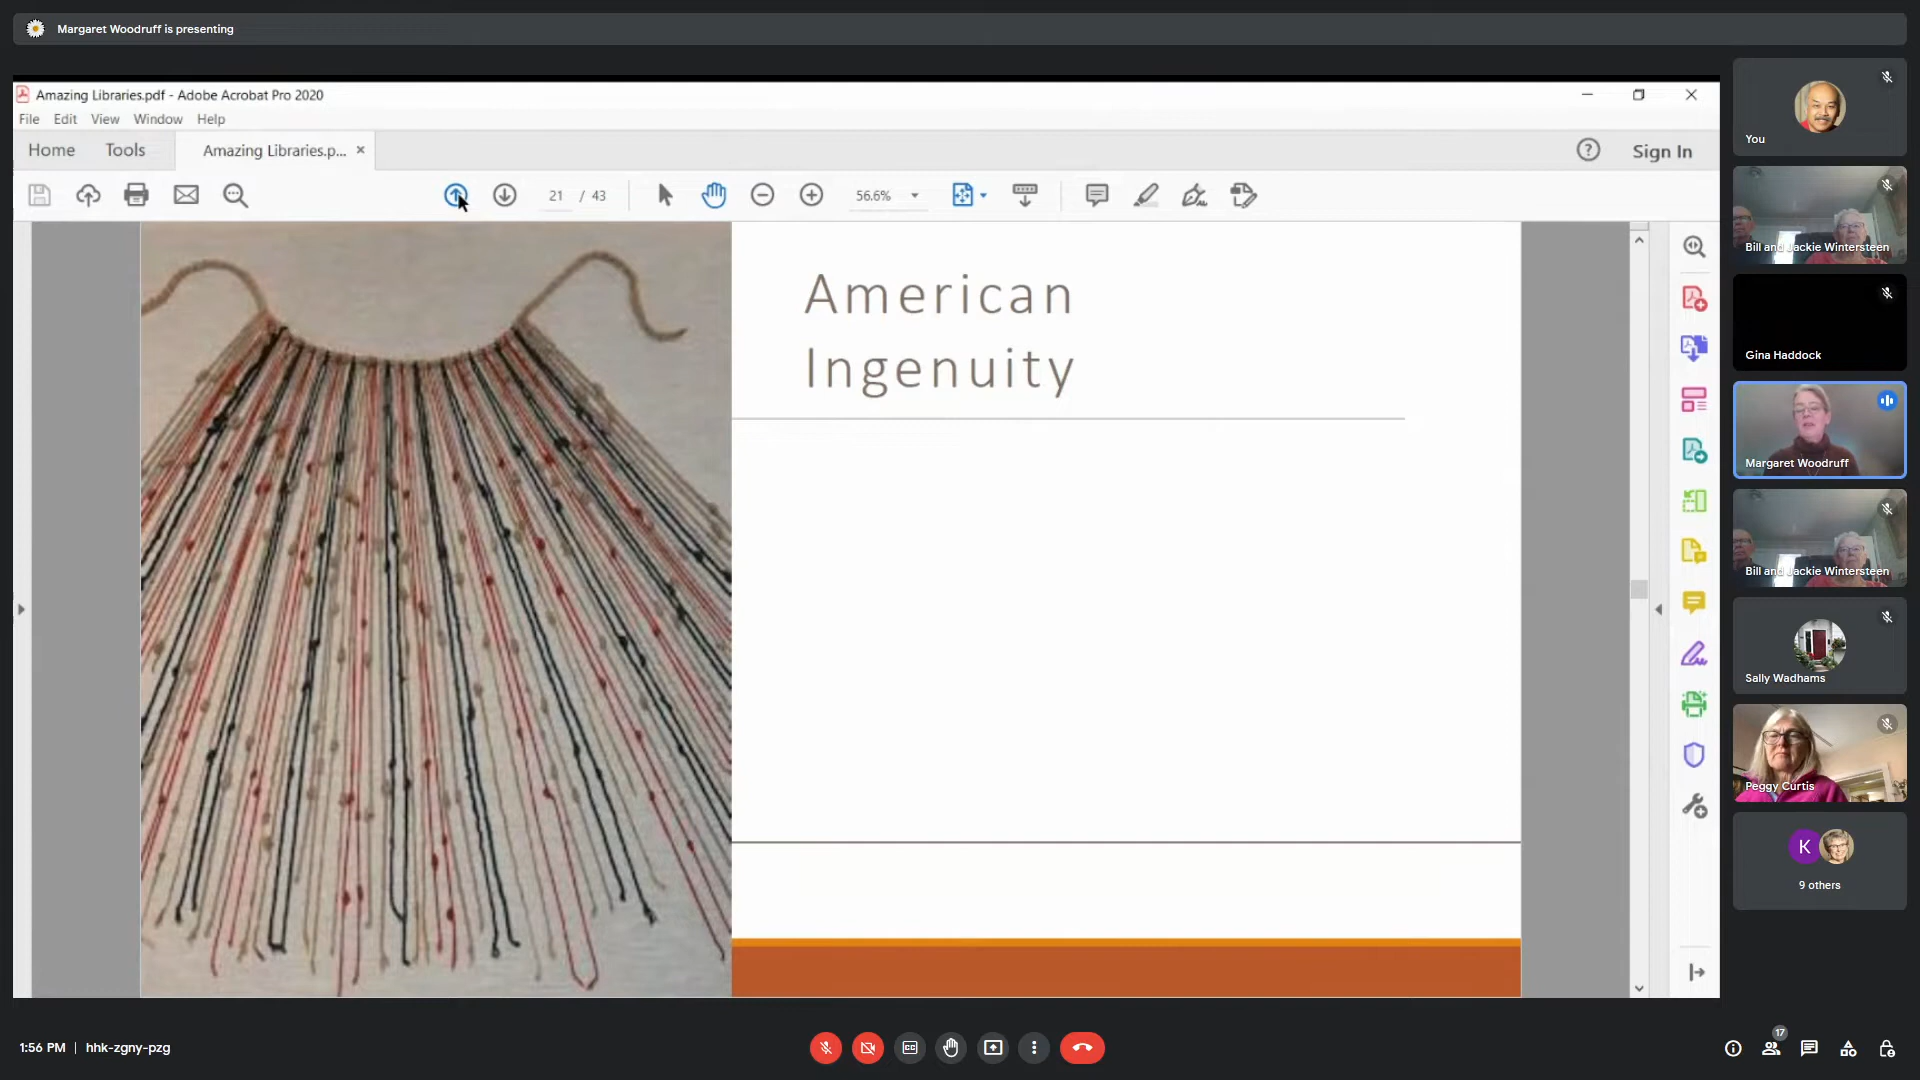 Margaret Woodruff is presenting
Amazing Libraries.pdf - Adobe Acrobat Pro 2020
File Edit View Window Help
Home Tools Amazing Libraries.p... × Sign In
21 / 43 56.6%
American
Ingenuity
You
Bill and Jackie Wintersteen
Gina Haddock
Margaret Woodruff
Bill and Jackie Wintersteen
Sally Wadhams
Peggy Curtis
K
9 others
1:56 PM | hhk-zgny-pzg
CC
17